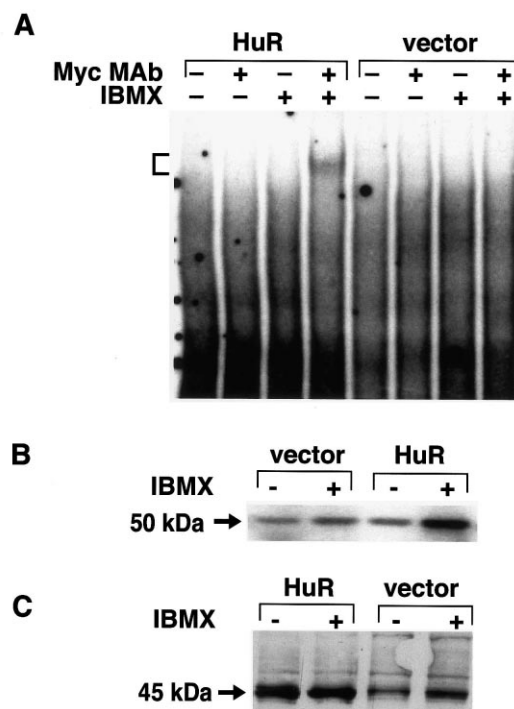 A
HuR vector
Myc MAb – + – + – + – +
IBMX – – + + – – + +
B
vector HuR
IBMX - + - +
50 kDa
C
HuR vector
IBMX - + - +
45 kDa